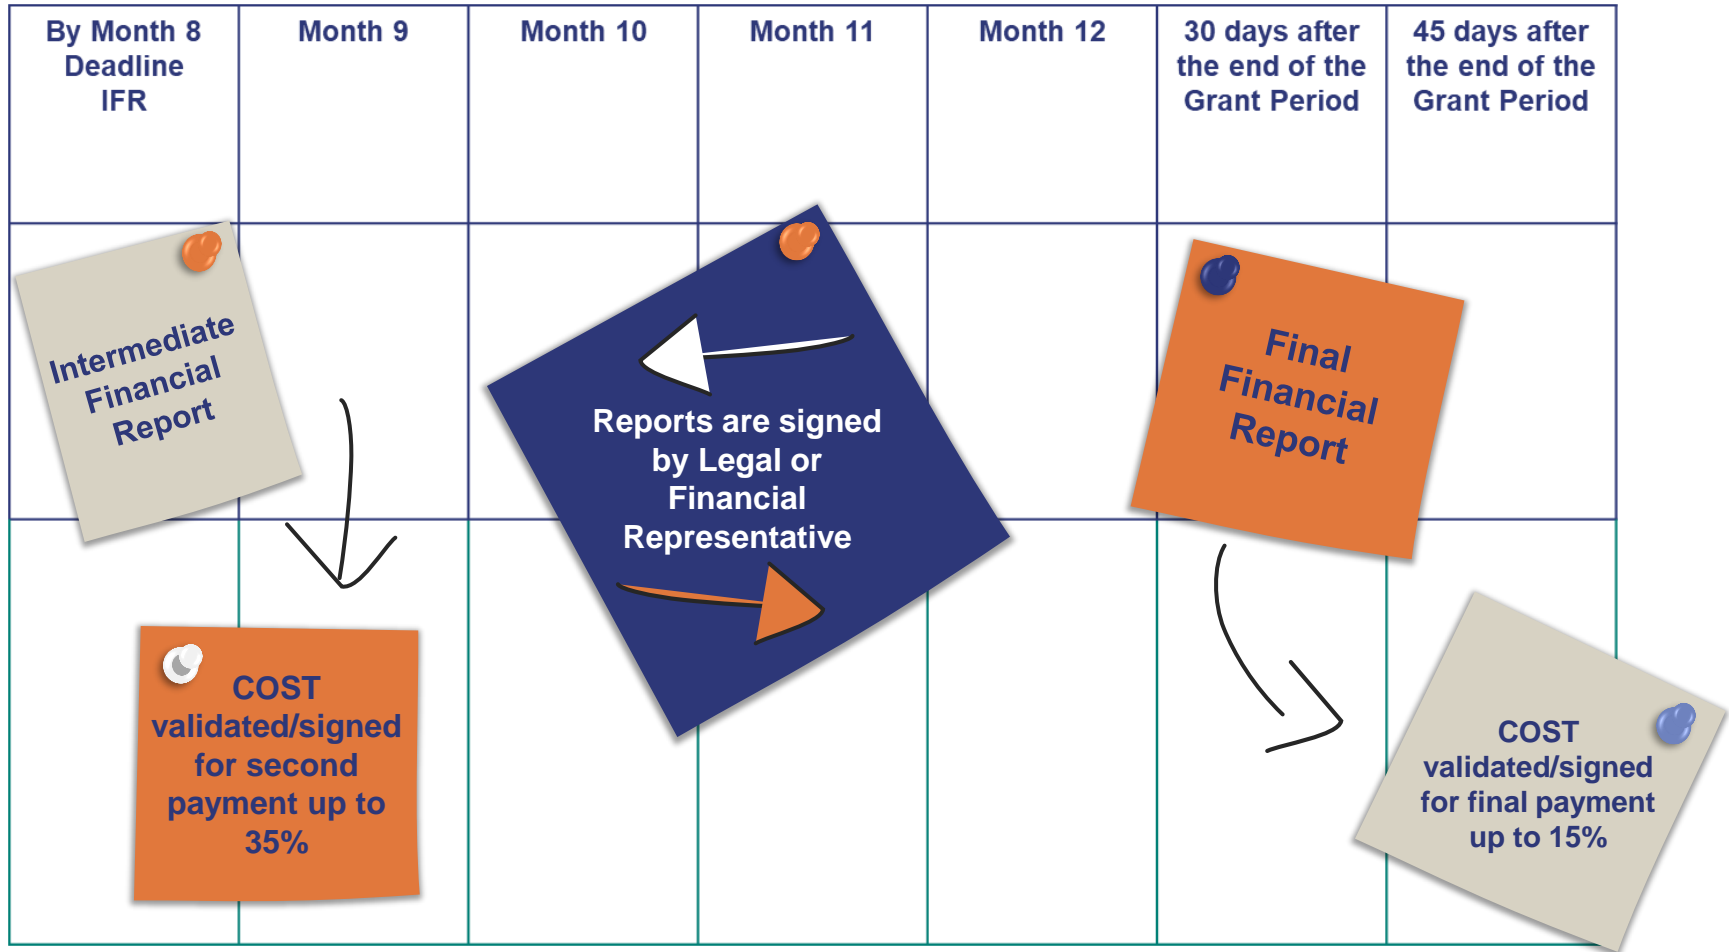 By Month 8
Deadline
IFR
Month 9
Month 10
Month 11
Month 12
30 days after
the end of the
Grant Period
45 days after
the end of the
Grant Period
Intermediate
Financial
Report
Reports are signed
by Legal or
Financial
Representative
Final
Financial
Report
COST
validated/signed
for second
payment up to
35%
COST
validated/signed
for final payment
up to 15%